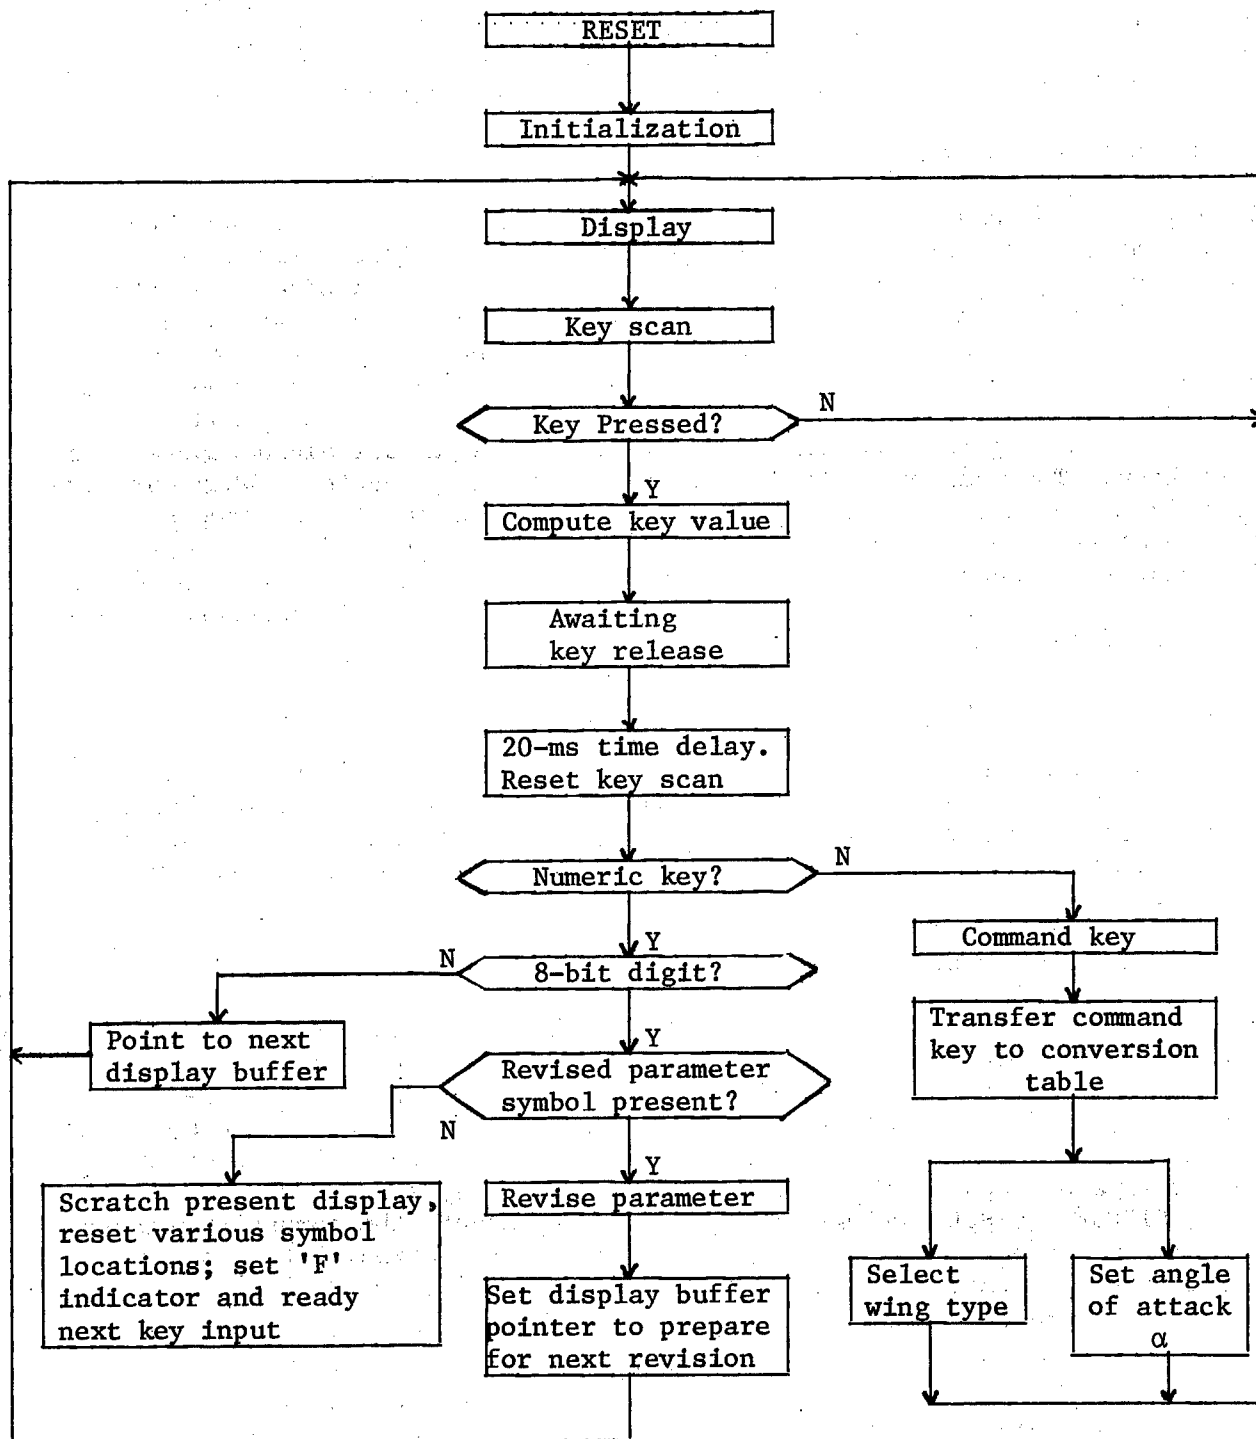 RESET
Initialization
Display
Key scan
Key Pressed?
N
Y
Compute key value
Awaiting
key release
20-ms time delay.
Reset key scan
Numeric key?
N
Y
Command key
8-bit digit?
N
Y
Point to next
display buffer
Transfer command
key to conversion
table
Revised parameter
symbol present?
N
Y
Revise parameter
Scratch present display,
reset various symbol
locations; set 'F'
indicator and ready
next key input
Set display buffer
pointer to prepare
for next revision
Select
wing type
Set angle
of attack
α